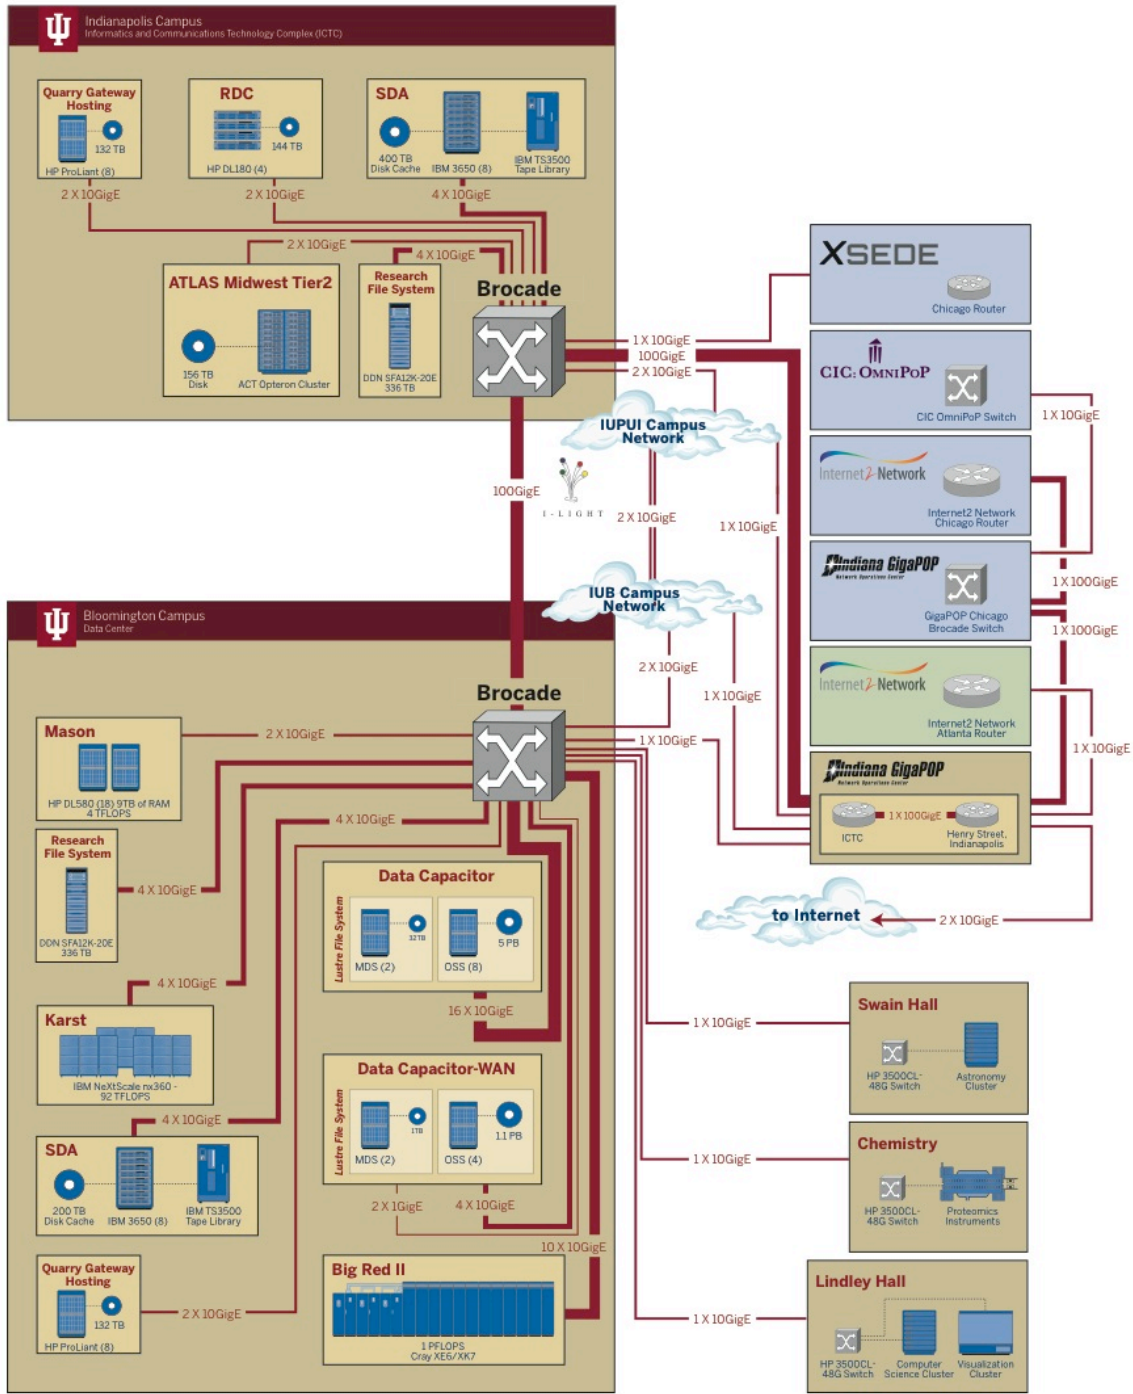 Indianapolis Campus
Informatics and Communications Technology Complex (ICTC)
Quarry Gateway
Hosting
132 TB
HP ProLiant (8)
RDC
144 TB
HP DL180 (4)
SDA
400 TB
Disk Cache
IBM 3650 (8)
IBM TS3500
Tape Library
2 X 10GigE
2 X 10GigE
4 X 10GigE
2 X 10GigE
4 X 10GigE
ATLAS Midwest Tier2
156 TB
Disk
ACT Opteron Cluster
Research
File System
DDN SFA12K-20E
336 TB
Brocade
1 X 10GigE
100GigE
2 X 10GigE
XSEDE
Chicago Router
CIC: OMNIPOP
CIC OmniPoP Switch
1 X 10GigE
Internet2 Network
Internet2 Network
Chicago Router
Indiana GigaPOP
Network Operations Center
GigaPOP Chicago
Brocade Switch
1 X 100GigE
1 X 100GigE
Internet2 Network
Internet2 Network
Atlanta Router
1 X 10GigE
Indiana GigaPOP
Network Operations Center
ICTC
1 X 100GigE
Henry Street,
Indianapolis
IUPUI Campus
Network
100GigE
I-LIGHT
2 X 10GigE
1 X 10GigE
IUB Campus
Network
2 X 10GigE
1 X 10GigE
1 X 10GigE
to Internet
2 X 10GigE
Bloomington Campus
Data Center
Brocade
Mason
HP DL580 (18) 9TB of RAM
4 TFLOPS
2 X 10GigE
Research
File System
DDN SFA12K-20E
336 TB
4 X 10GigE
4 X 10GigE
Karst
IBM NeXtScale nx360 -
92 TFLOPS
4 X 10GigE
SDA
200 TB
Disk Cache
IBM 3650 (8)
IBM TS3500
Tape Library
4 X 10GigE
Quarry Gateway
Hosting
132 TB
HP ProLiant (8)
2 X 10GigE
Data Capacitor
Lustre File System
32TB
MDS (2)
5 PB
OSS (8)
16 X 10GigE
Data Capacitor-WAN
Lustre File System
1TB
MDS (2)
1.1 PB
OSS (4)
2 X 1GigE
4 X 10GigE
10 X 10GigE
Big Red II
1 PFLOPS
Cray XE6/XK7
1 X 10GigE
Swain Hall
HP 3500CL-
48G Switch
Astronomy
Cluster
1 X 10GigE
Chemistry
HP 3500CL-
48G Switch
Proteomics
Instruments
1 X 10GigE
Lindley Hall
HP 3500CL-
48G Switch
Computer
Science Cluster
Visualization
Cluster